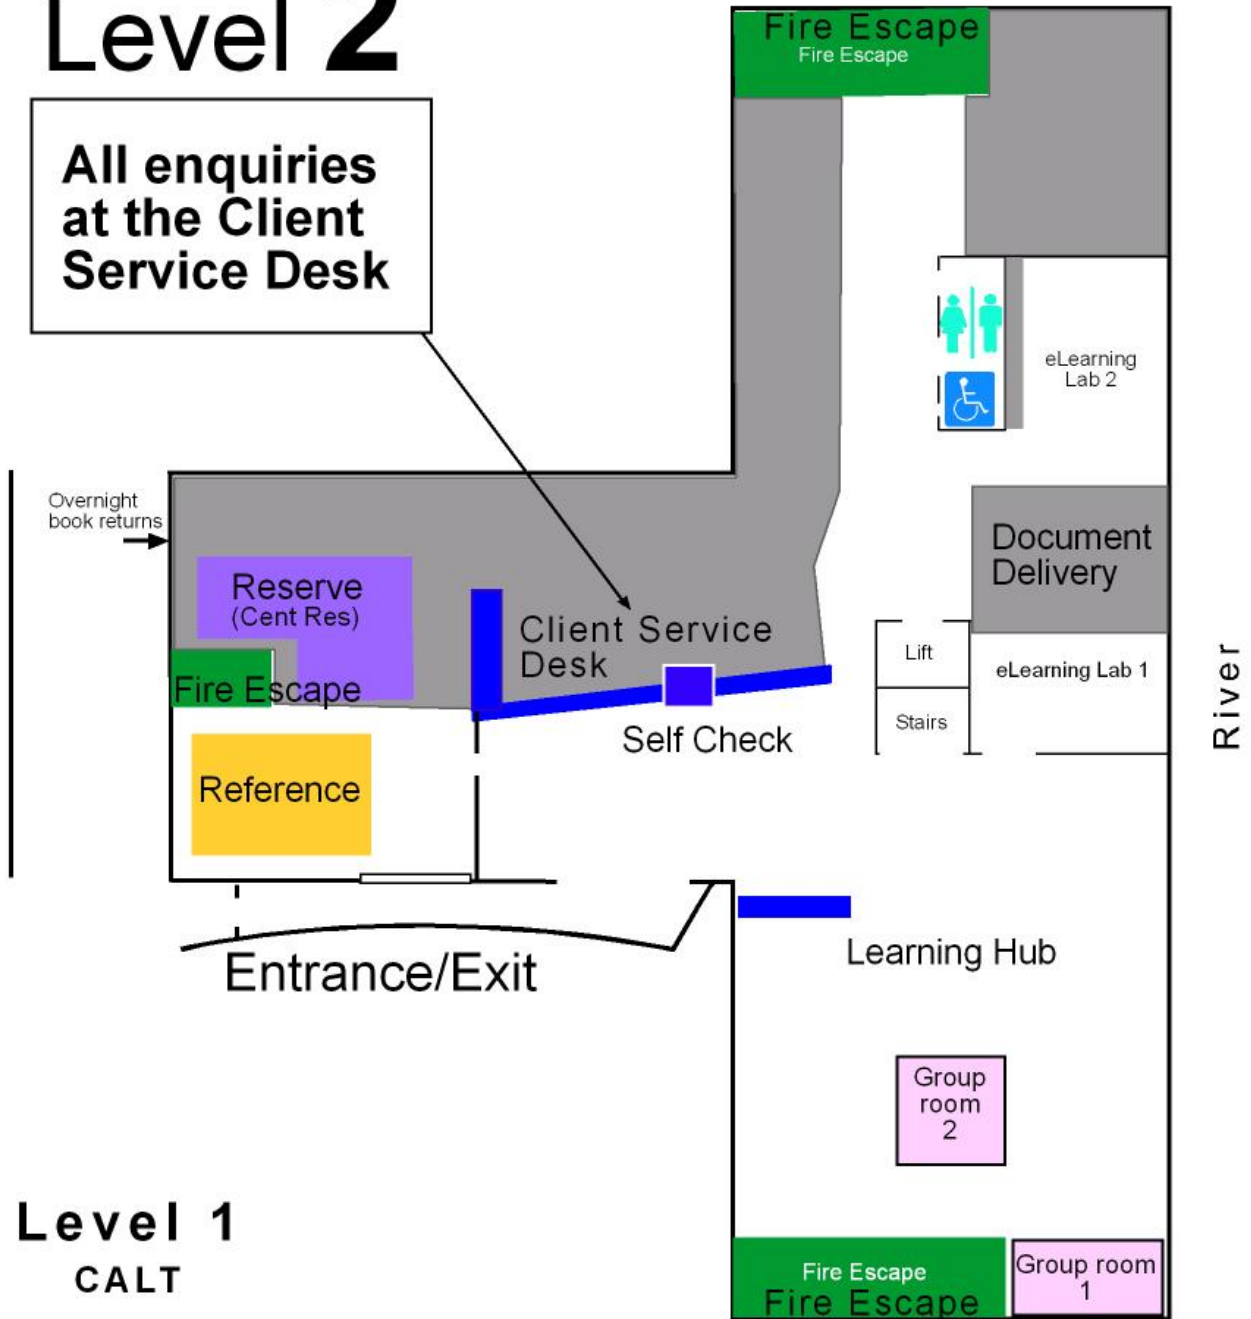 Level 2
Fire Escape
Fire Escape
All enquiries
at the Client
Service Desk
eLearning
Lab 2
Overnight
book returns
Document
Delivery
Reserve
(Cent Res)
Client Service
Desk
Lift
eLearning Lab 1
River
Fire Escape
Stairs
Self Check
Reference
Learning Hub
Entrance/Exit
Group
room
2
Level 1
CALT
Fire Escape
Fire Escape
Group room
1